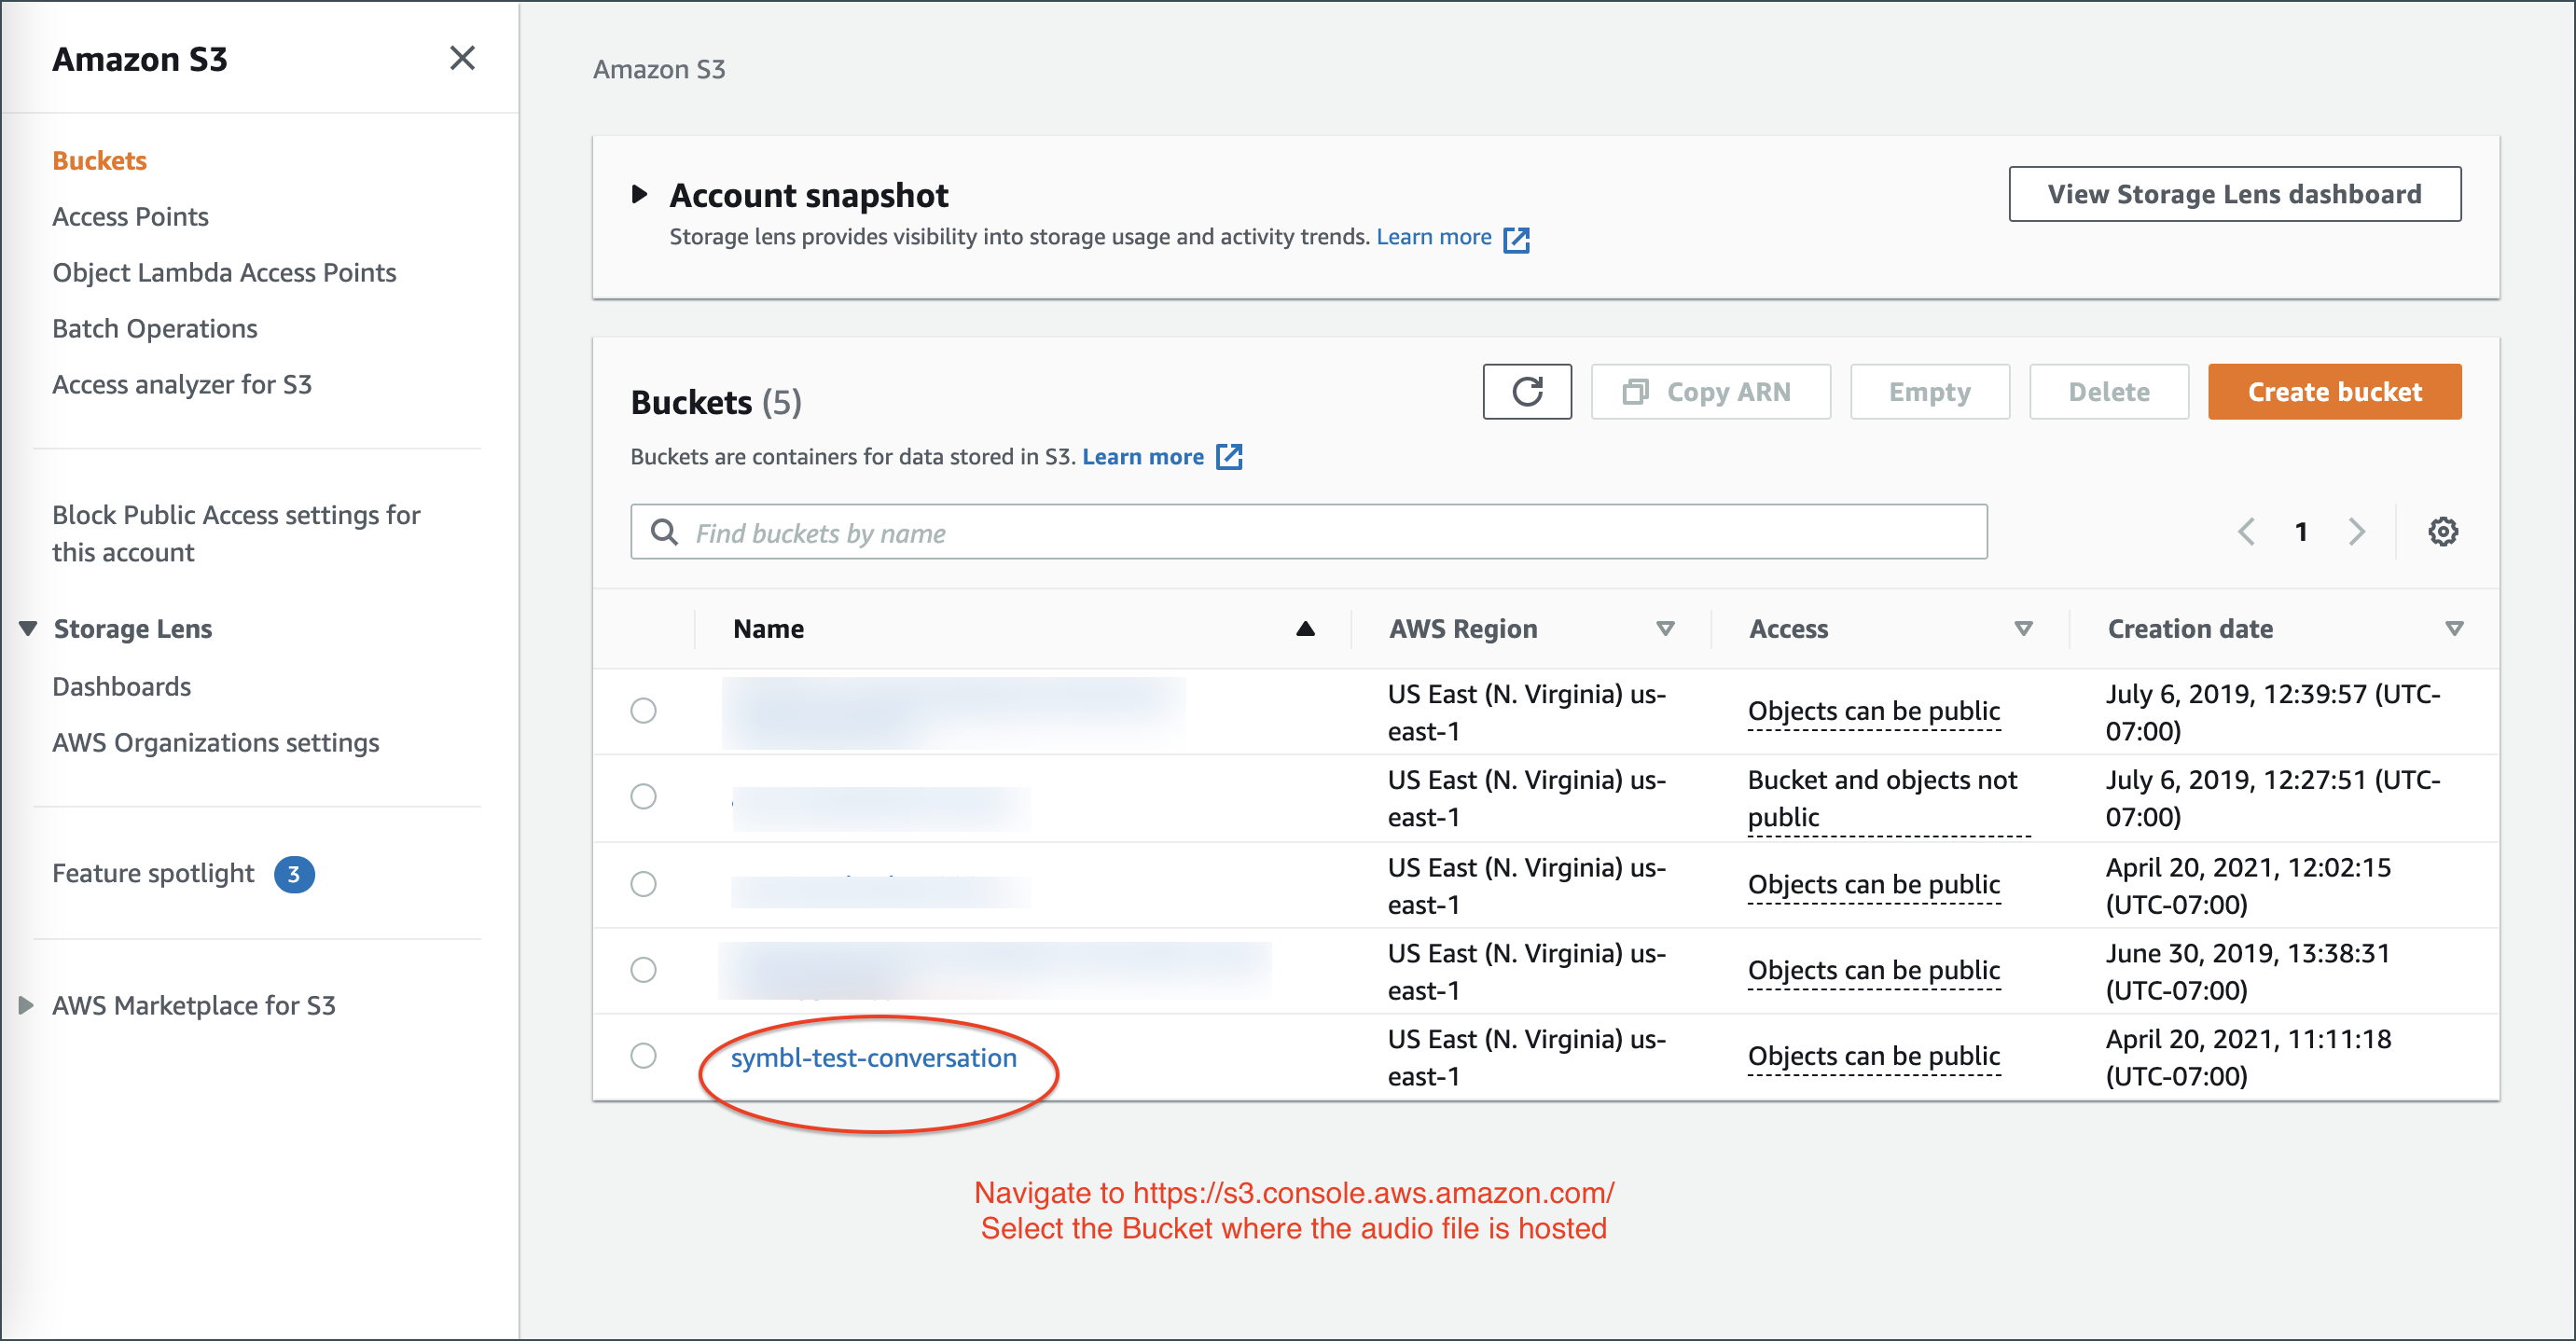 Amazon S3
Buckets
Access Points
Object Lambda Access Points
Batch Operations
Access analyzer for S3
Block Public Access settings for
this account
Storage Lens
Dashboards
AWS Organizations settings
Feature spotlight 3
AWS Marketplace for S3
Amazon S3
Account snapshot
View Storage Lens dashboard
Storage lens provides visibility into storage usage and activity trends. Learn more
Buckets (5)
Copy ARN
Empty
Delete
Create bucket
Buckets are containers for data stored in S3. Learn more
Find buckets by name
1
Name
AWS Region
Access
Creation date
US East (N. Virginia) us-
east-1
Objects can be public
July 6, 2019, 12:39:57 (UTC-
07:00)
US East (N. Virginia) us-
east-1
Bucket and objects not
public
July 6, 2019, 12:27:51 (UTC-
07:00)
US East (N. Virginia) us-
east-1
Objects can be public
April 20, 2021, 12:02:15
(UTC-07:00)
US East (N. Virginia) us-
east-1
Objects can be public
June 30, 2019, 13:38:31
(UTC-07:00)
symbl-test-conversation
US East (N. Virginia) us-
east-1
Objects can be public
April 20, 2021, 11:11:18
(UTC-07:00)
Navigate to https://s3.console.aws.amazon.com/
Select the Bucket where the audio file is hosted